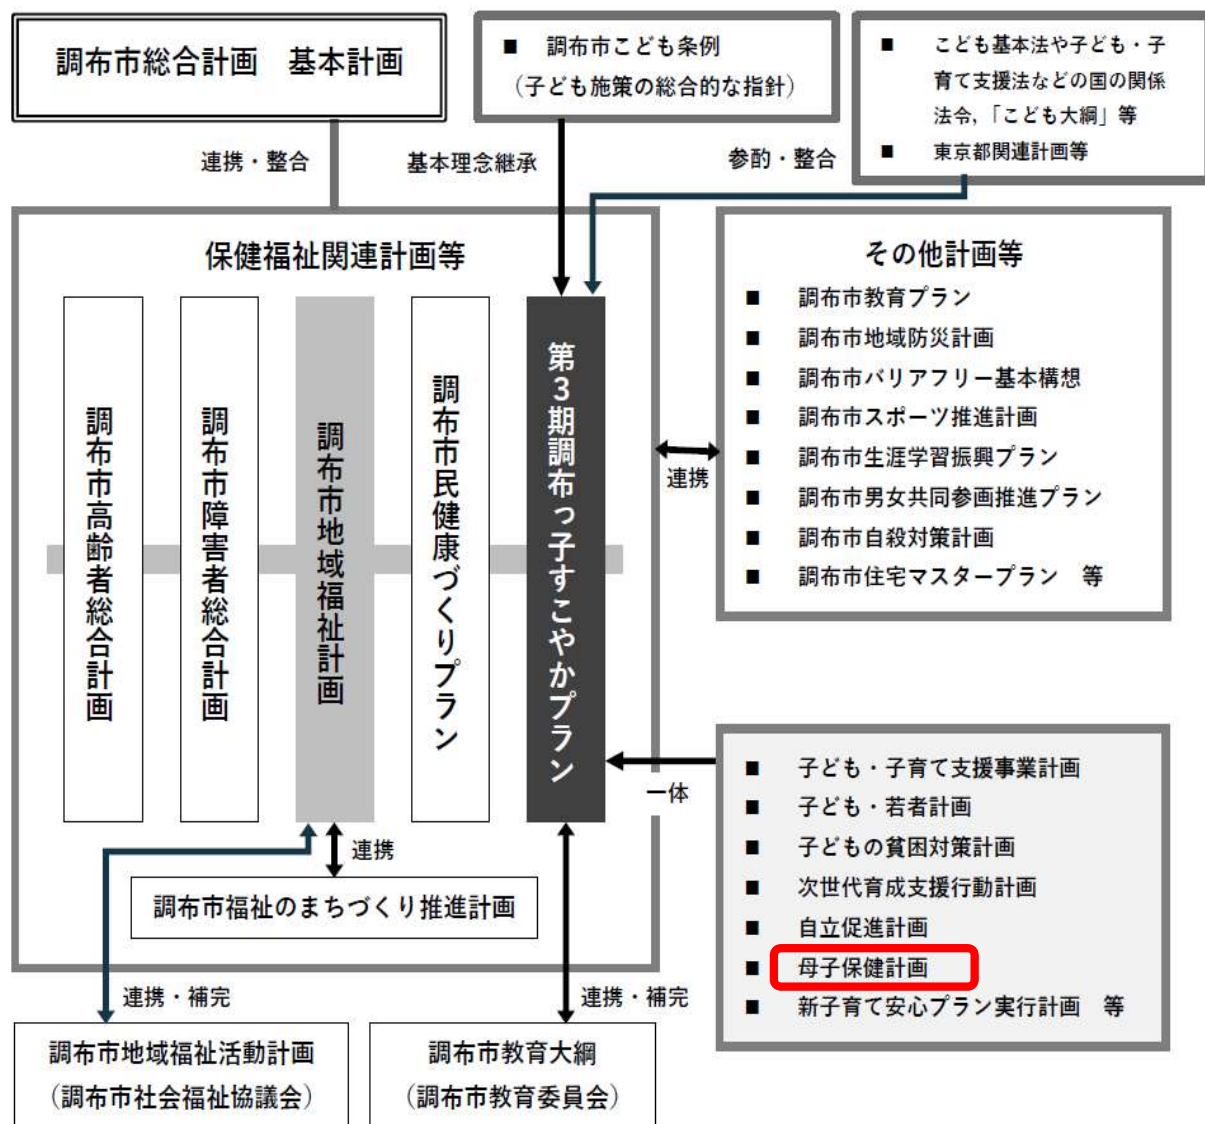 調布市総合計画　基本計画
■　調布市こども条例
（子ども施策の総合的な指針）
■　こども基本法や子ども・子
育て支援法などの国の関係
法令，「こども大綱」等
■　東京都関連計画等
連携・整合
基本理念継承
参酌・整合
保健福祉関連計画等
調布市高齢者総合計画
調布市障害者総合計画
調布市地域福祉計画
調布市民健康づくりプラン
第３期調布っ子すこやかプラン
連携
その他計画等
■　調布市教育プラン
■　調布市地域防災計画
■　調布市バリアフリー基本構想
■　調布市スポーツ推進計画
■　調布市生涯学習振興プラン
■　調布市男女共同参画推進プラン
■　調布市自殺対策計画
■　調布市住宅マスタープラン　等
一体
■　子ども・子育て支援事業計画
■　子ども・若者計画
■　子どもの貧困対策計画
■　次世代育成支援行動計画
■　自立促進計画
■　母子保健計画
■　新子育て安心プラン実行計画　等
連携
調布市福祉のまちづくり推進計画
連携・補完
連携・補完
調布市地域福祉活動計画
（調布市社会福祉協議会）
調布市教育大綱
（調布市教育委員会）